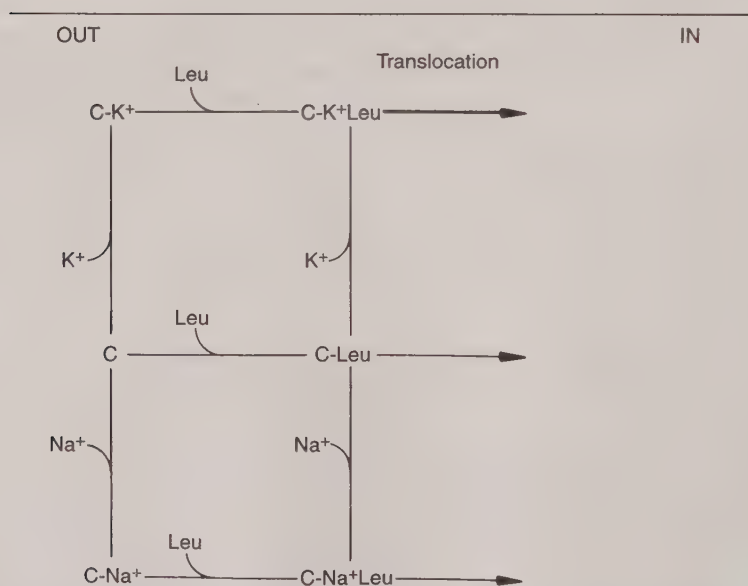 OUT IN
Translocation
Leu
C-K+ C-K+Leu
K+ K+
Leu
C C-Leu
Na+ Na+
Leu
C-Na+ C-Na+Leu